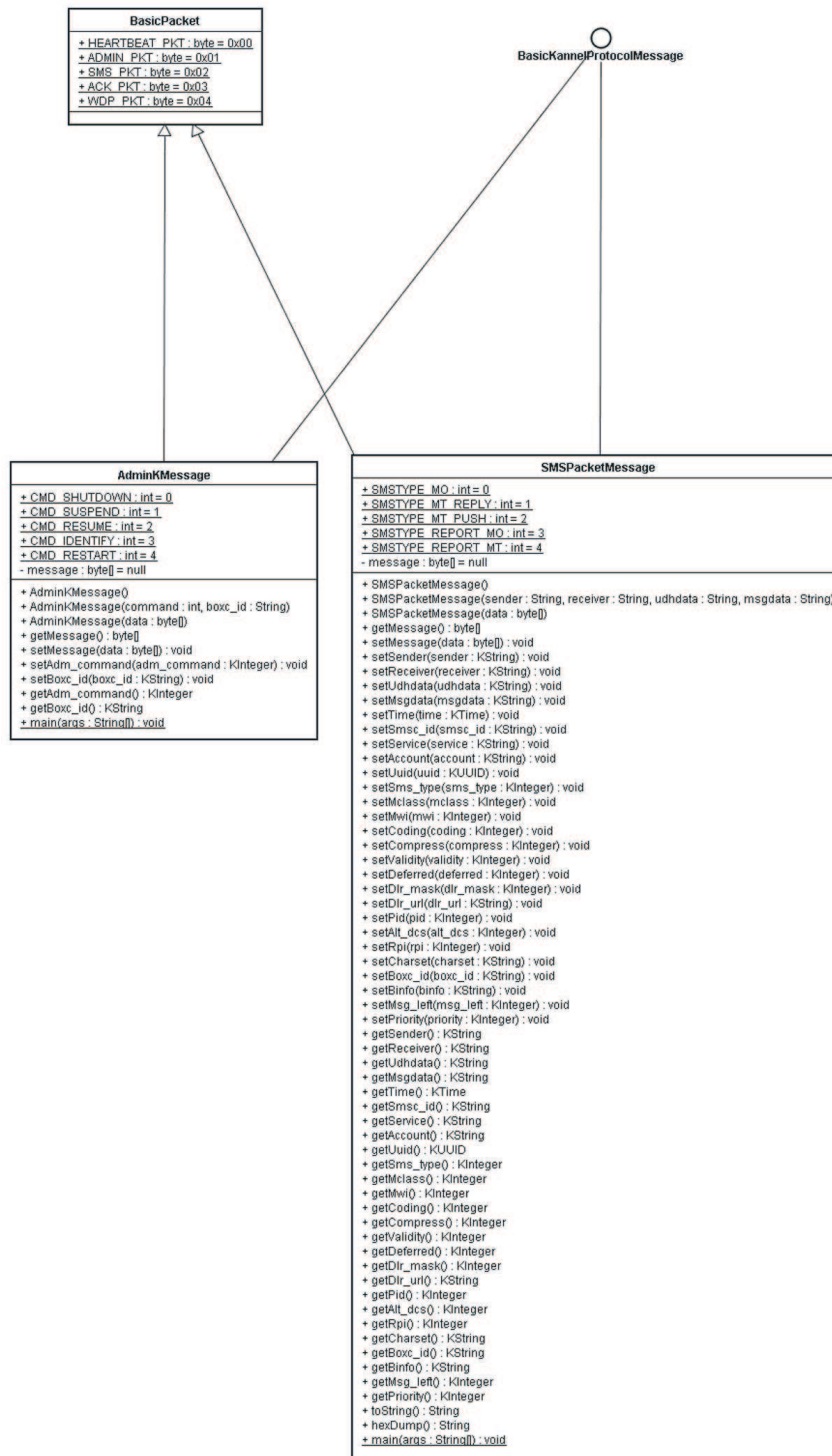 BasicPacket
+ HEARTBEAT_PKT : byte = 0x00
+ ADMIN_PKT : byte = 0x01
+ SMS_PKT : byte = 0x02
+ ACK_PKT : byte = 0x03
+ WDP_PKT : byte = 0x04
BasicKannelProtocolMessage
AdminKMessage
+ CMD_SHUTDOWN : int = 0
+ CMD_SUSPEND : int = 1
+ CMD_RESUME : int = 2
+ CMD_IDENTIFY : int = 3
+ CMD_RESTART : int = 4
- message : byte[] = null
+ AdminKMessage()
+ AdminKMessage(command : int, boxc_id : String)
+ AdminKMessage(data : byte[])
+ getMessage() : byte[]
+ setMessage(data : byte[]) : void
+ setAdm_command(adm_command : KInteger) : void
+ setBoxc_id(boxc_id : KString) : void
+ getAdm_command() : KInteger
+ getBoxc_id() : KString
+ main(args : String[]) : void
SMSPacketMessage
+ SMSTYPE_MO : int = 0
+ SMSTYPE_MT_REPLY : int = 1
+ SMSTYPE_MT_PUSH : int = 2
+ SMSTYPE_REPORT_MO : int = 3
+ SMSTYPE_REPORT_MT : int = 4
- message : byte[] = null
+ SMSPacketMessage()
+ SMSPacketMessage(sender : String, receiver : String, udhdata : String, msgdata : String)
+ SMSPacketMessage(data : byte[])
+ getMessage() : byte[]
+ setMessage(data : byte[]) : void
+ setSender(sender : KString) : void
+ setReceiver(receiver : KString) : void
+ setUdhdata(udhdata : KString) : void
+ setMsgdata(msgdata : KString) : void
+ setTime(time : KTime) : void
+ setSmsc_id(smsc_id : KString) : void
+ setService(service : KString) : void
+ setAccount(account : KString) : void
+ setUuid(uuid : KUUID) : void
+ setSms_type(sms_type : KInteger) : void
+ setMclass(mclass : KInteger) : void
+ setMwi(mwi : KInteger) : void
+ setCoding(coding : KInteger) : void
+ setCompress(compress : KInteger) : void
+ setValidity(validity : KInteger) : void
+ setDeferred(deferred : KInteger) : void
+ setDlr_mask(dlr_mask : KInteger) : void
+ setDlr_url(dlr_url : KString) : void
+ setPid(pid : KInteger) : void
+ setAlt_dcs(alt_dcs : KInteger) : void
+ setRpi(rpi : KInteger) : void
+ setCharset(charset : KString) : void
+ setBoxc_id(boxc_id : KString) : void
+ setBinfo(binfo : KString) : void
+ setMsg_left(msg_left : KInteger) : void
+ setPriority(priority : KInteger) : void
+ getSender() : KString
+ getReceiver() : KString
+ getUdhdata() : KString
+ getMsgdata() : KString
+ getTime() : KTime
+ getSmsc_id() : KString
+ getService() : KString
+ getAccount() : KString
+ getUuid() : KUUID
+ getSms_type() : KInteger
+ getMclass() : KInteger
+ getMwi() : KInteger
+ getCoding() : KInteger
+ getCompress() : KInteger
+ getValidity() : KInteger
+ getDeferred() : KInteger
+ getDlr_mask() : KInteger
+ getDlr_url() : KString
+ getPid() : KInteger
+ getAlt_dcs() : KInteger
+ getRpi() : KInteger
+ getCharset() : KString
+ getBoxc_id() : KString
+ getBinfo() : KString
+ getMsg_left() : KInteger
+ getPriority() : KInteger
+ toString() : String
+ hexDump() : String
+ main(args : String[]) : void